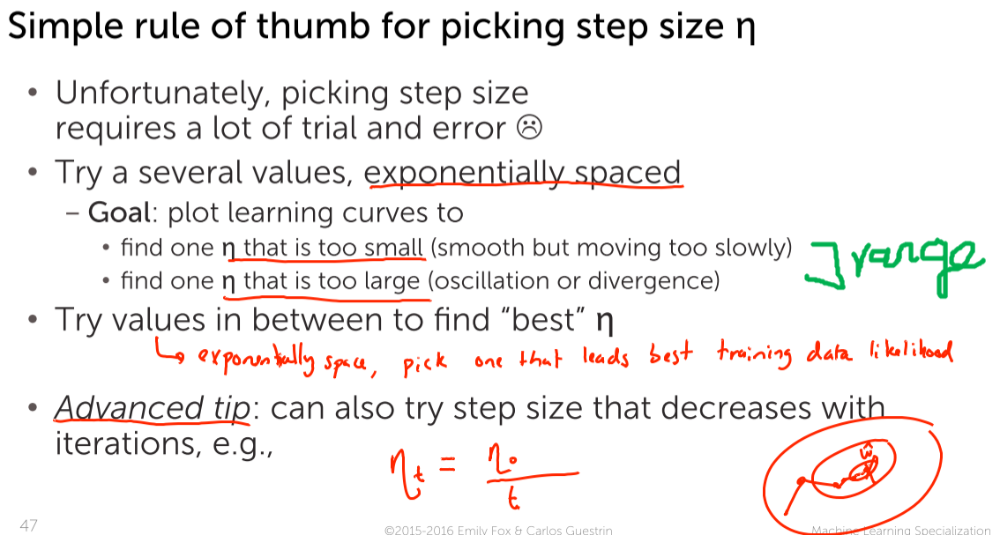 Simple rule of thumb for picking step size η
• Unfortunately, picking step size
requires a lot of trial and error ☹
• Try a several values, exponentially spaced
– Goal: plot learning curves to
• find one η that is too small (smooth but moving too slowly)
• find one η that is too large (oscillation or divergence)
] range
• Try values in between to find “best” η
↳ exponentially space, pick one that leads best training data likelihood
• Advanced tip: can also try step size that decreases with
iterations, e.g.,
η_t = η_0 / t
ŵ
47
©2015-2016 Emily Fox & Carlos Guestrin
Machine Learning Specialization